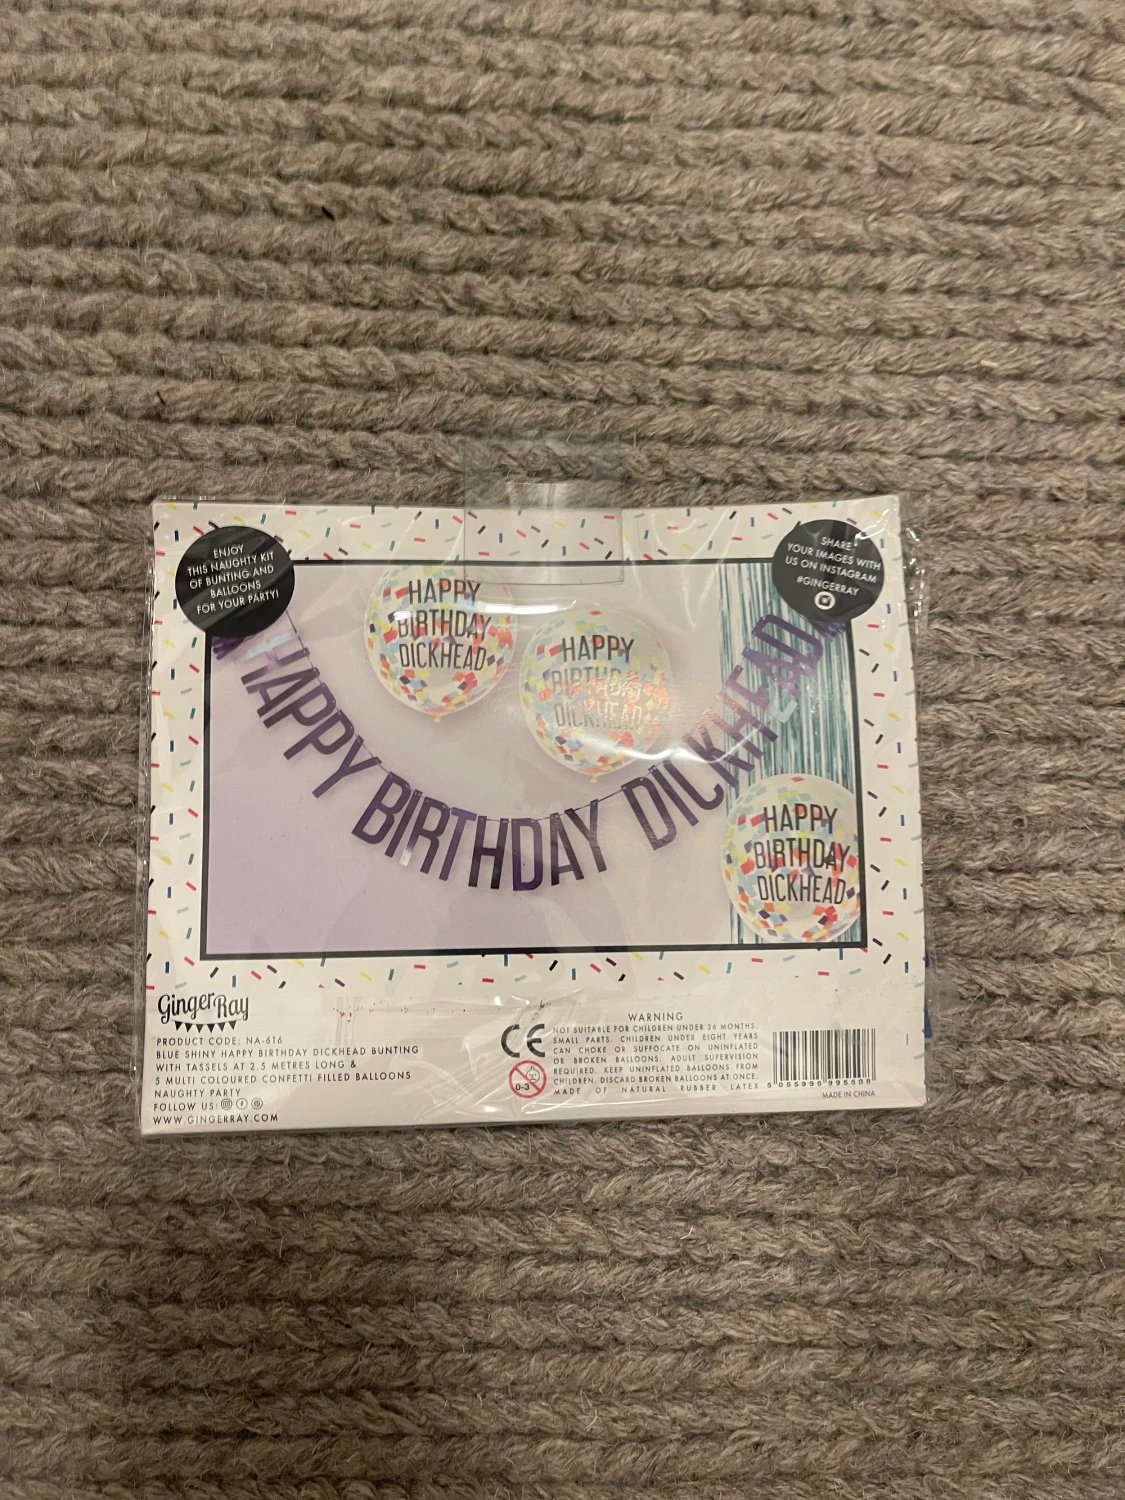 ENJOY
THIS NAUGHTY KIT
OF BUNTING AND
BALLOONS
FOR YOUR PARTY!
SHARE
YOUR IMAGES WITH
US ON INSTAGRAM
#GINGERRAY
HAPPY
BIRTHDAY
DICKHEAD
HAPPY
BIRTHDAY
DICKHEAD
HAPPY BIRTHDAY DICKHEAD
HAPPY
BIRTHDAY
DICKHEAD
Ginger Ray
PRODUCT CODE: NA-616
BLUE SHINY HAPPY BIRTHDAY DICKHEAD BUNTING
WITH TASSELS AT 2.5 METRES LONG &
5 MULTI COLOURED CONFETTI FILLED BALLOONS
NAUGHTY PARTY
FOLLOW US:
WWW.GINGERRAY.COM
CE
0-3
WARNING
NOT SUITABLE FOR CHILDREN UNDER 36 MONTHS.
SMALL PARTS. CHILDREN UNDER EIGHT YEARS
CAN CHOKE OR SUFFOCATE ON UNINFLATED
OR BROKEN BALLOONS. ADULT SUPERVISION
REQUIRED. KEEP UNINFLATED BALLOONS FROM
CHILDREN. DISCARD BROKEN BALLOONS AT ONCE.
MADE OF NATURAL RUBBER LATEX
5 055995 995508
MADE IN CHINA